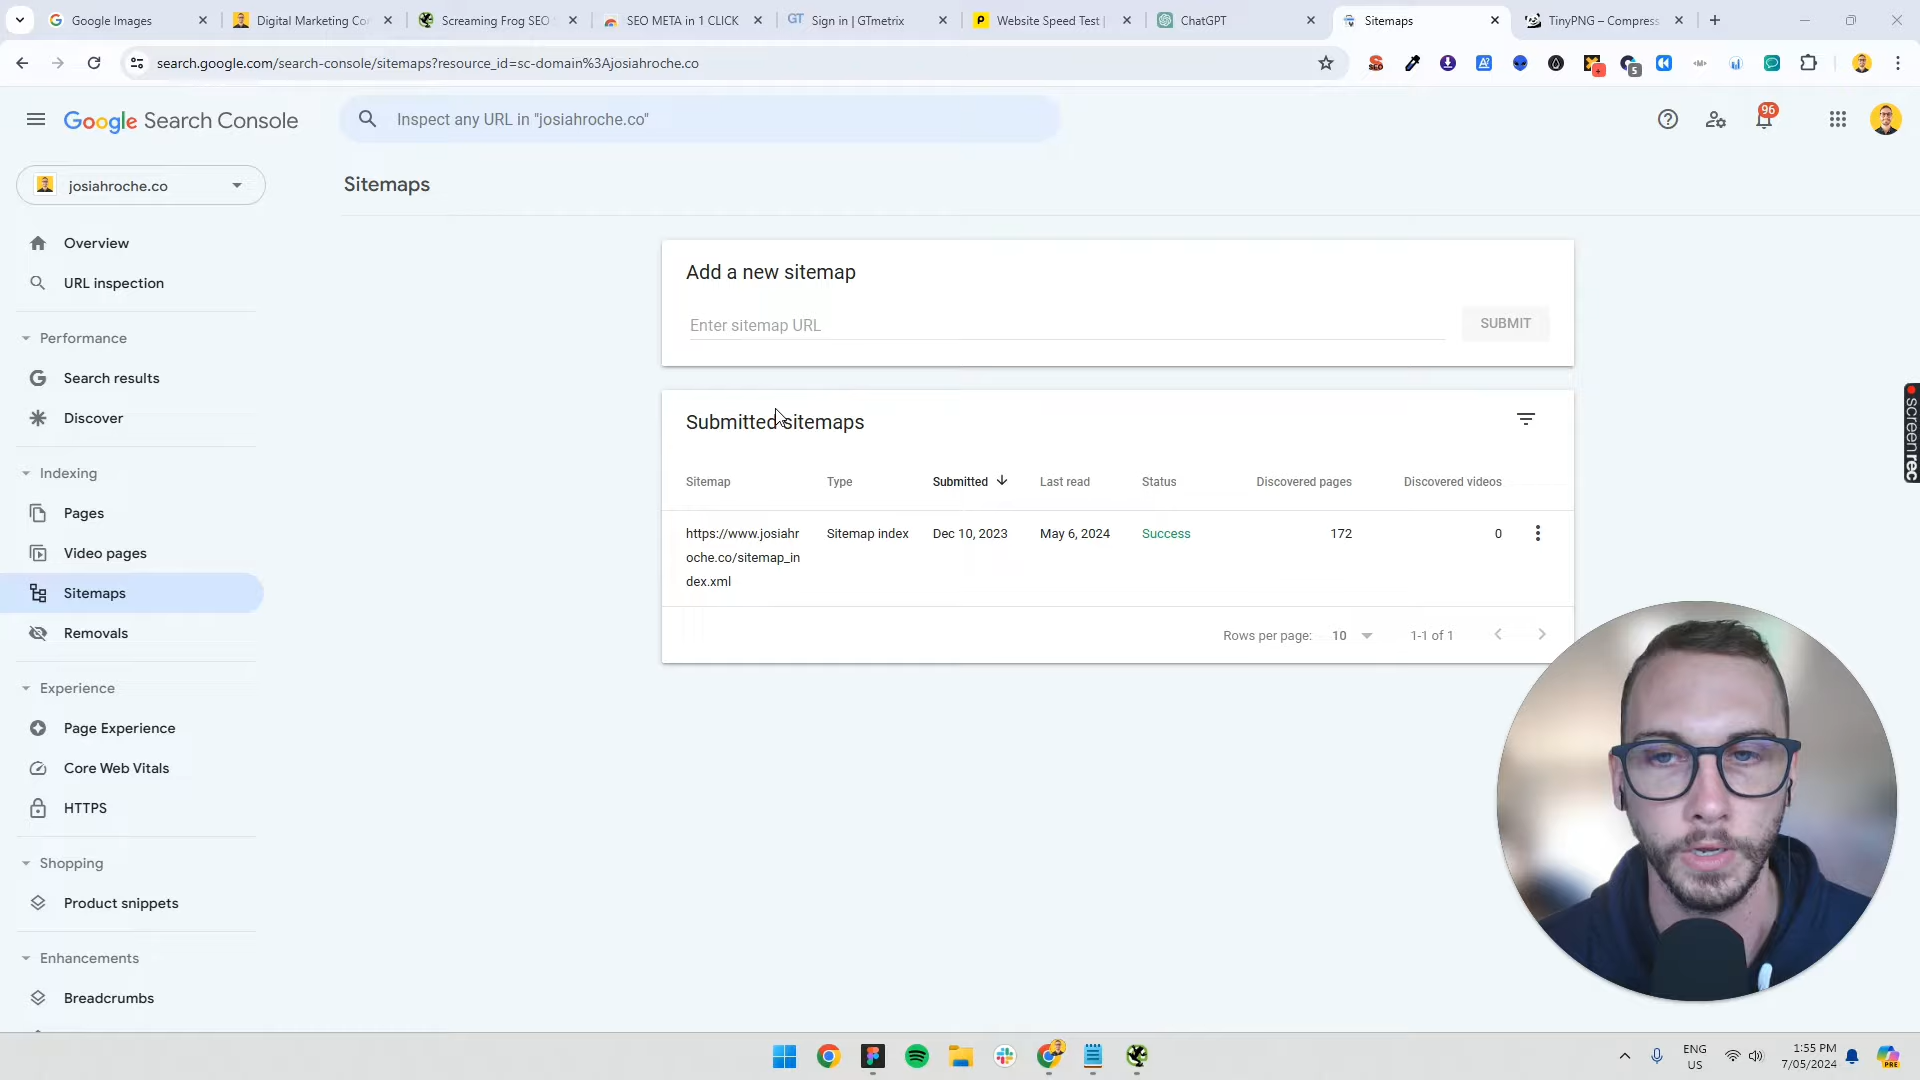 Google Images
Digital Marketing Co
Screaming Frog SEO
SEO META in 1 CLICK
GT Sign in | GTmetrix
Website Speed Test |
ChatGPT
Sitemaps
TinyPNG – Compress
search.google.com/search-console/sitemaps?resource_id=sc-domain%3Ajosiahroche.co
Google Search Console
Inspect any URL in "josiahroche.co"
96
josiahroche.co
Sitemaps
Overview
URL inspection
Performance
Search results
Discover
Indexing
Pages
Video pages
Sitemaps
Removals
Experience
Page Experience
Core Web Vitals
HTTPS
Shopping
Product snippets
Enhancements
Breadcrumbs
Add a new sitemap
Enter sitemap URL
SUBMIT
Submitted sitemaps
Sitemap Type Submitted Last read Status Discovered pages Discovered videos
https://www.josiahr Sitemap index Dec 10, 2023 May 6, 2024 Success 172 0
oche.co/sitemap_in
dex.xml
Rows per page: 10 1-1 of 1
screenrec
ENG
US
1:55 PM
7/05/2024
PRE